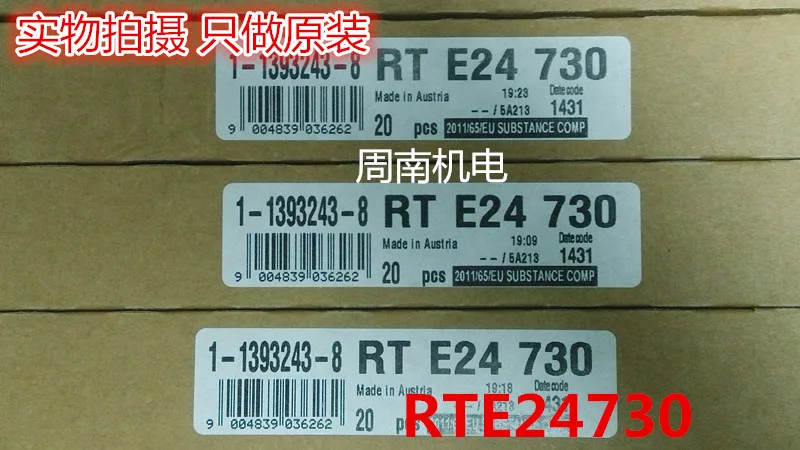 实物拍摄 只做原装
1-1393243-8 RT E24 730
Made in Austria 19:23 Date code
--/5A213 1431
9 004839 036262 20 pcs 2011/65/EU SUBSTANCE COMP
周南机电
1-1393243-8 RT E24 730
Made in Austria 19:09 Date code
--/5A213 1431
9 004839 036262 20 pcs 2011/65/EU SUBSTANCE COMP
1-1393243-8 RT E24 730
Made in Austria 19:18 Date code
9 004839 036262 20 pcs
RTE24730